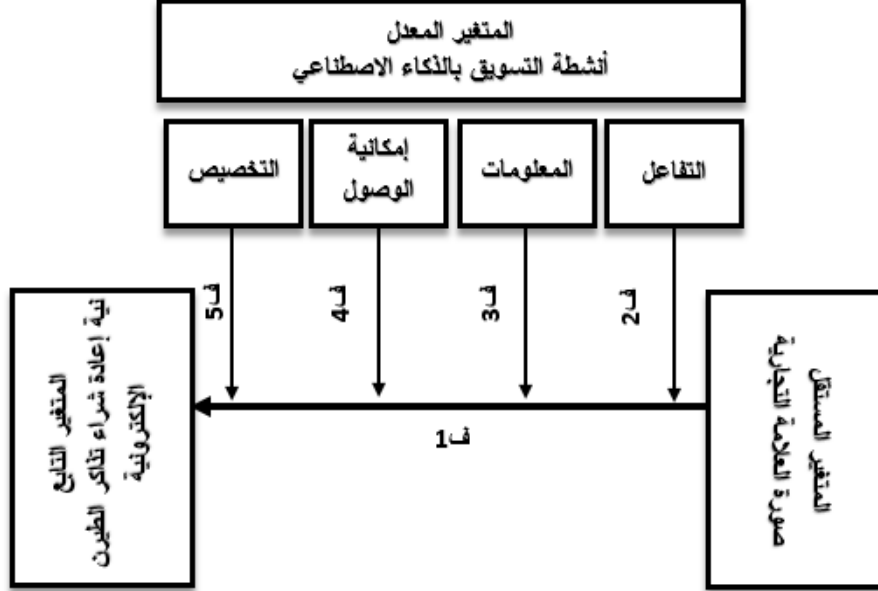 المتغير المعدل
أنشطة التسويق بالذكاء الاصطناعي
التفاعل
المعلومات
إمكانية
الوصول
التخصيص
ف2
ف3
ف4
ف5
المتغير المستقل
صورة العلامة التجارية
ف1
المتغير التابع
نية إعادة شراء تذاكر الطيرن
الإلكترونية